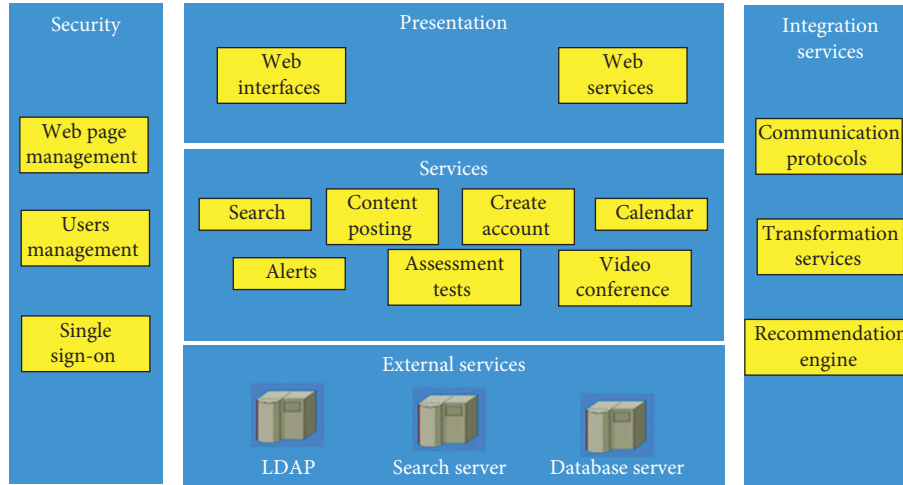 Security
Web page
management
Users
management
Single
sign-on
Presentation
Web
interfaces
Web
services
Services
Search
Content
posting
Create
account
Calendar
Alerts
Assessment
tests
Video
conference
External services
LDAP
Search server
Database server
Integration
services
Communication
protocols
Transformation
services
Recommendation
engine